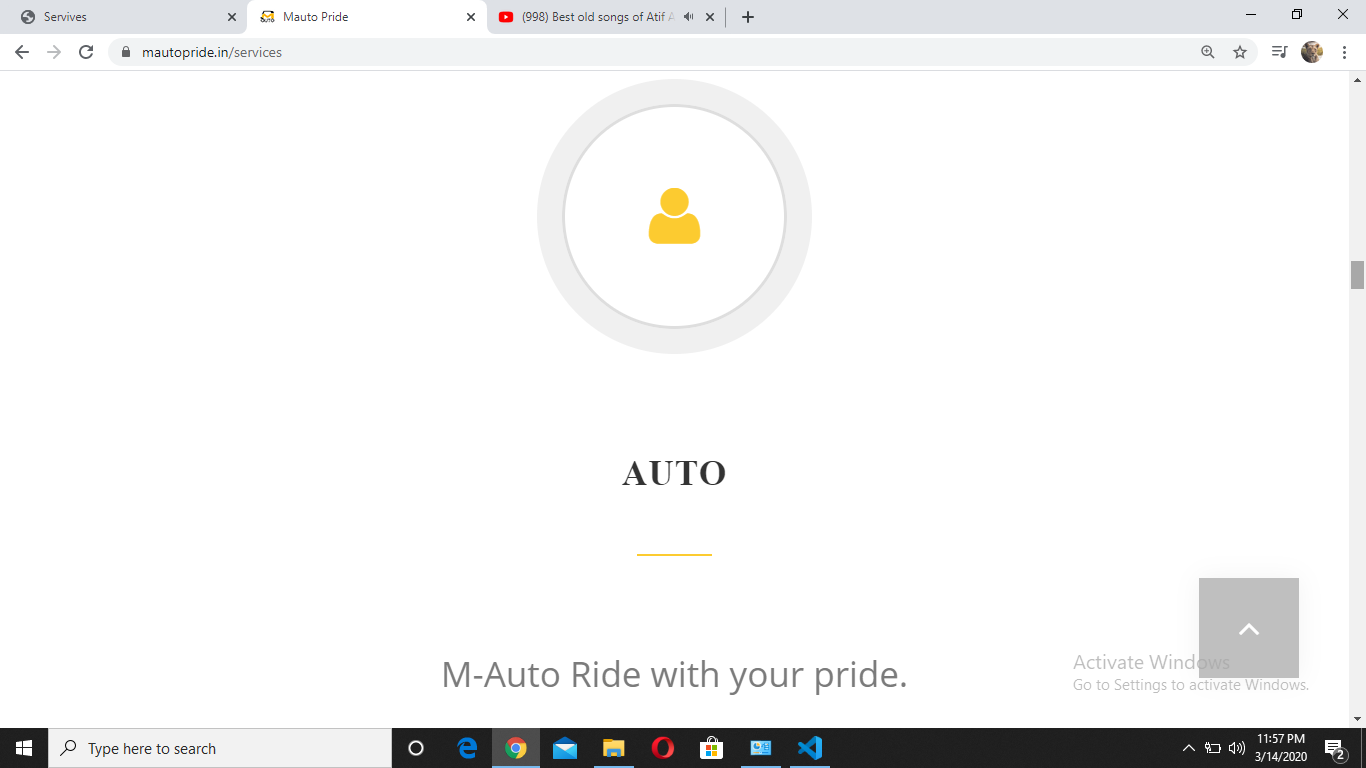 Servives
Mauto Pride
(998) Best old songs of Atif A
mautopride.in/services
AUTO
M-Auto Ride with your pride.
Activate Windows
Go to Settings to activate Windows.
Type here to search
11:57 PM
3/14/2020
2